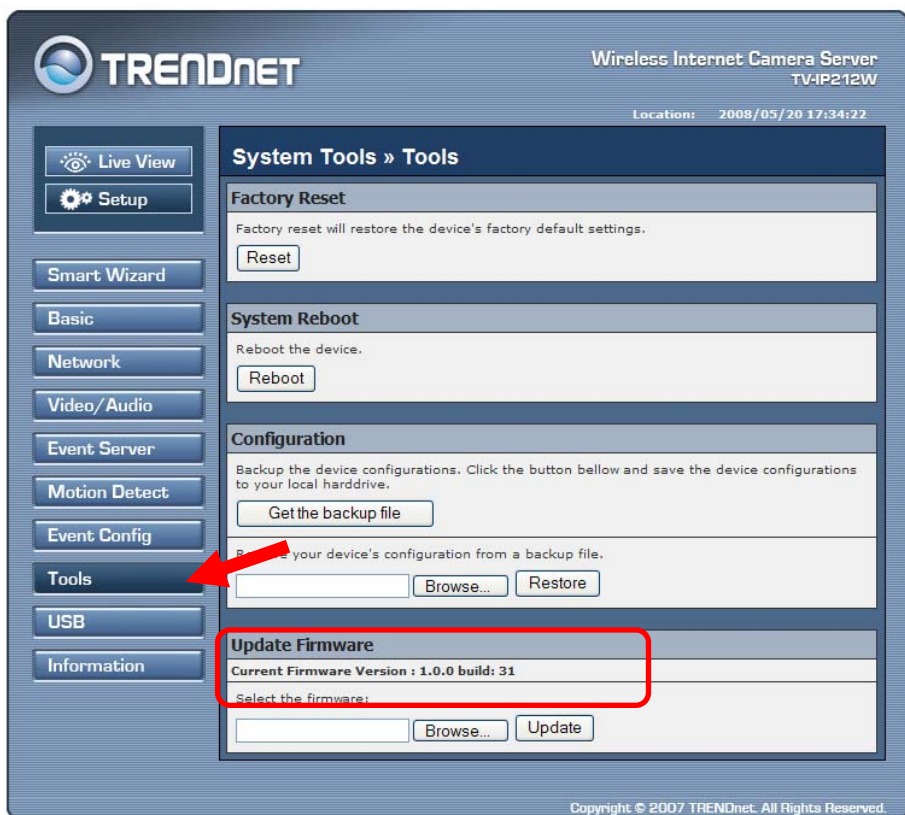 TRENDNET
Wireless Internet Camera Server
TV-IP212W
Location: 2008/05/20 17:34:22
Live View
Setup
Smart Wizard
Basic
Network
Video/Audio
Event Server
Motion Detect
Event Config
Tools
USB
Information
System Tools » Tools
Factory Reset
Factory reset will restore the device's factory default settings.
Reset
System Reboot
Reboot the device.
Reboot
Configuration
Backup the device configurations. Click the button bellow and save the device configurations
to your local harddrive.
Get the backup file
your device's configuration from a backup file.
Browse... Restore
Update Firmware
Current Firmware Version : 1.0.0 build: 31
Select the firmware:
Browse... Update
Copyright © 2007 TRENDnet. All Rights Reserved.